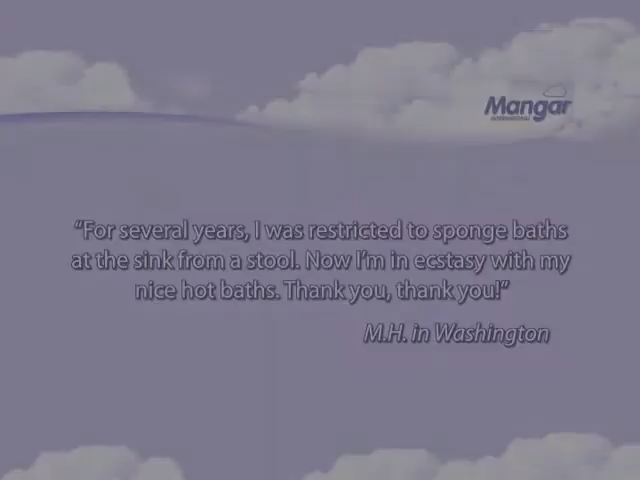 Mangar
INTERNATIONAL
“For several years, I was restricted to sponge baths
at the sink from a stool. Now I’m in ecstasy with my
nice hot baths. Thank you, thank you!”
M.H. in Washington